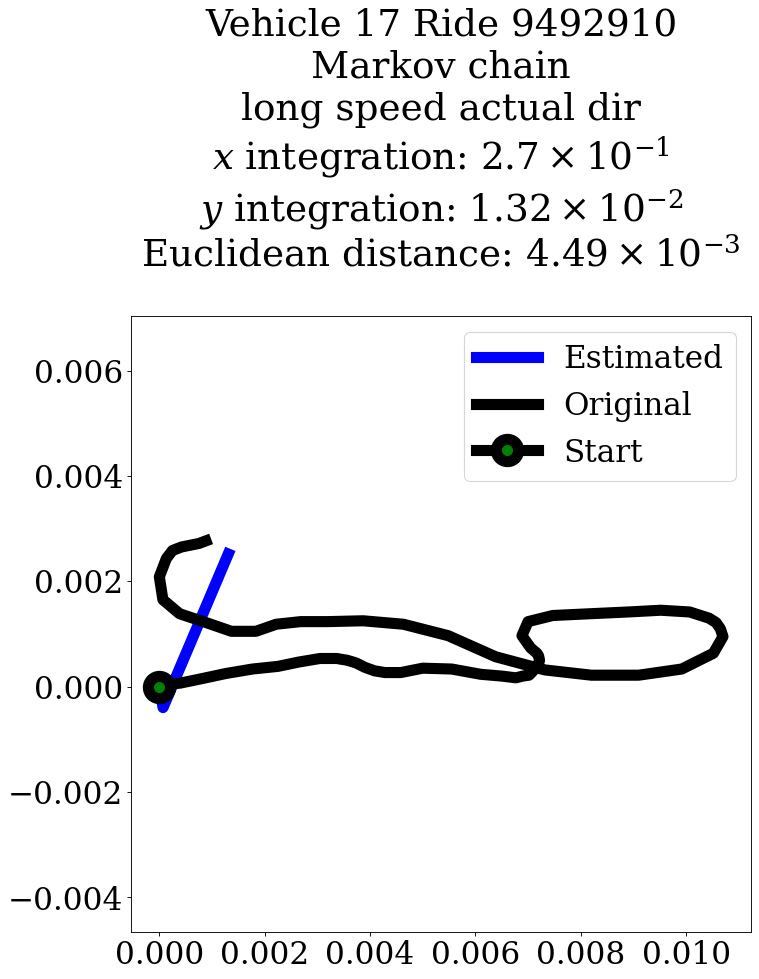 Vehicle 17 Ride 9492910
Markov chain
long speed actual dir
x integration: 2.7 × 10⁻¹
y integration: 1.32 × 10⁻²
Euclidean distance: 4.49 × 10⁻³
Estimated
Original
Start
0.006
0.004
0.002
0.000
−0.002
−0.004
0.000 0.002 0.004 0.006 0.008 0.010